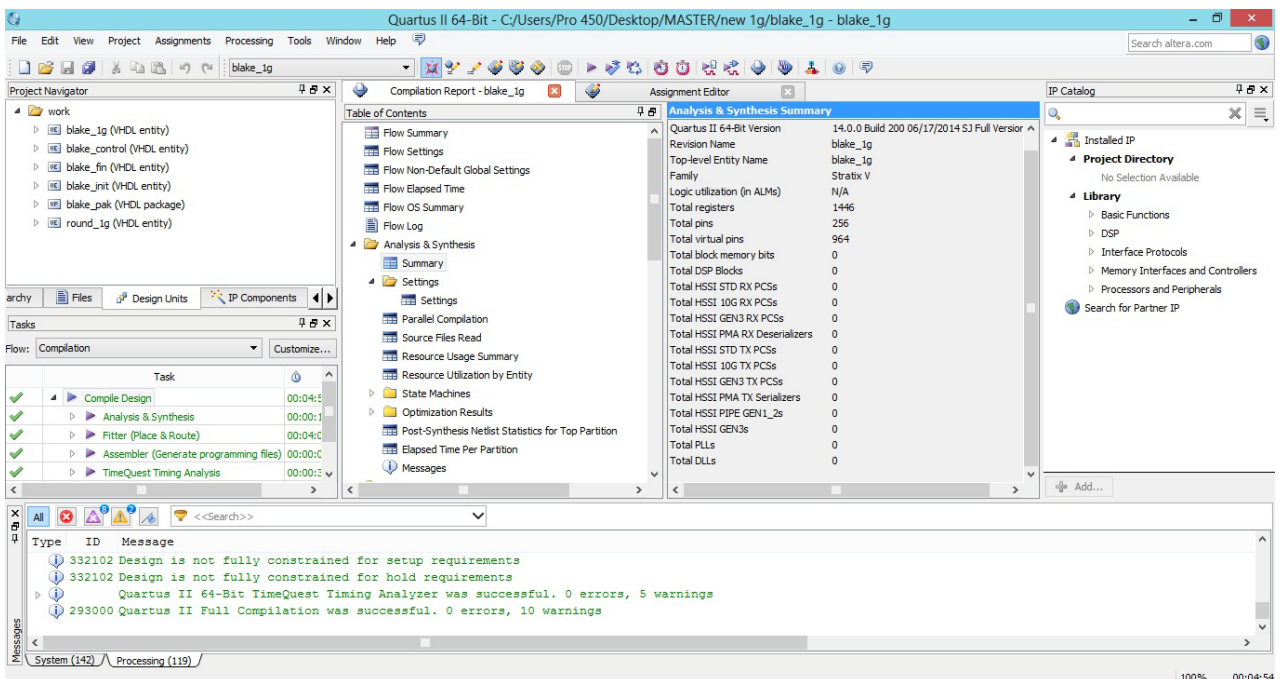 Quartus II 64-Bit - C:/Users/Pro 450/Desktop/MASTER/new 1g/blake_1g - blake_1g
File Edit View Project Assignments Processing Tools Window Help
Search altera.com
blake_1g
Project Navigator
work
blake_1g (VHDL entity)
blake_control (VHDL entity)
blake_fin (VHDL entity)
blake_init (VHDL entity)
blake_pak (VHDL package)
round_1g (VHDL entity)
archy Files Design Units IP Components
Tasks
Flow: Compilation Customize...
Task
Compile Design 00:04:5
Analysis & Synthesis 00:00:1
Fitter (Place & Route) 00:04:0
Assembler (Generate programming files) 00:00:0
TimeQuest Timing Analysis 00:00:3
Compilation Report - blake_1g
Assignment Editor
Table of Contents
Flow Summary
Flow Settings
Flow Non-Default Global Settings
Flow Elapsed Time
Flow OS Summary
Flow Log
Analysis & Synthesis
Summary
Settings
Settings
Parallel Compilation
Source Files Read
Resource Usage Summary
Resource Utilization by Entity
State Machines
Optimization Results
Post-Synthesis Netlist Statistics for Top Partition
Elapsed Time Per Partition
Messages
Analysis & Synthesis Summary
Quartus II 64-Bit Version 14.0.0 Build 200 06/17/2014 SJ Full Version
Revision Name blake_1g
Top-level Entity Name blake_1g
Family Stratix V
Logic utilization (in ALMs) N/A
Total registers 1446
Total pins 256
Total virtual pins 964
Total block memory bits 0
Total DSP Blocks 0
Total HSSI STD RX PCSs 0
Total HSSI 10G RX PCSs 0
Total HSSI GEN3 RX PCSs 0
Total HSSI PMA RX Deserializers 0
Total HSSI STD TX PCSs 0
Total HSSI 10G TX PCSs 0
Total HSSI GEN3 TX PCSs 0
Total HSSI PMA TX Serializers 0
Total HSSI PIPE GEN1_2s 0
Total HSSI GEN3s 0
Total PLLs 0
Total DLLs 0
IP Catalog
Installed IP
Project Directory
No Selection Available
Library
Basic Functions
DSP
Interface Protocols
Memory Interfaces and Controllers
Processors and Peripherals
Search for Partner IP
Add...
All <<Search>>
Type ID Message
332102 Design is not fully constrained for setup requirements
332102 Design is not fully constrained for hold requirements
Quartus II 64-Bit TimeQuest Timing Analyzer was successful. 0 errors, 5 warnings
293000 Quartus II Full Compilation was successful. 0 errors, 10 warnings
Messages
System (142) Processing (119)
100% 00:04:54